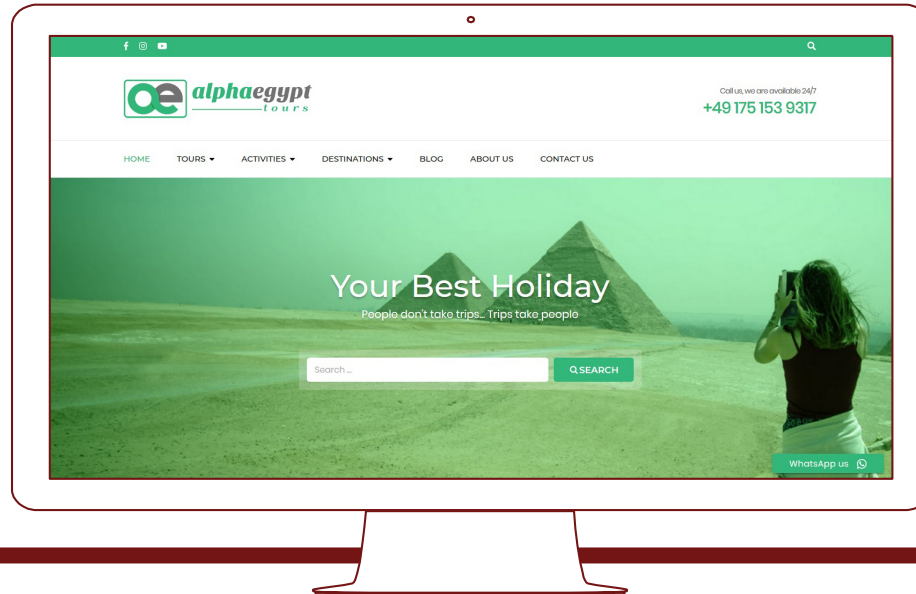 alphaegypt
tours
Call us, we are available 24/7
+49 175 153 9317
HOME TOURS ACTIVITIES DESTINATIONS BLOG ABOUT US CONTACT US
Your Best Holiday
People don't take trips... Trips take people
Search ...
SEARCH
WhatsApp us